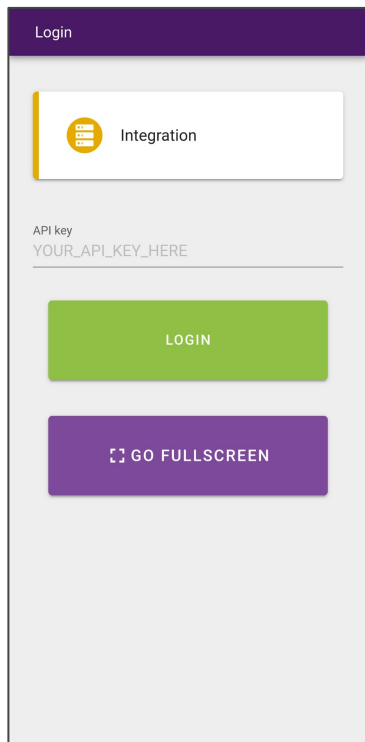 Login
Integration
API key
YOUR_API_KEY_HERE
LOGIN
GO FULLSCREEN